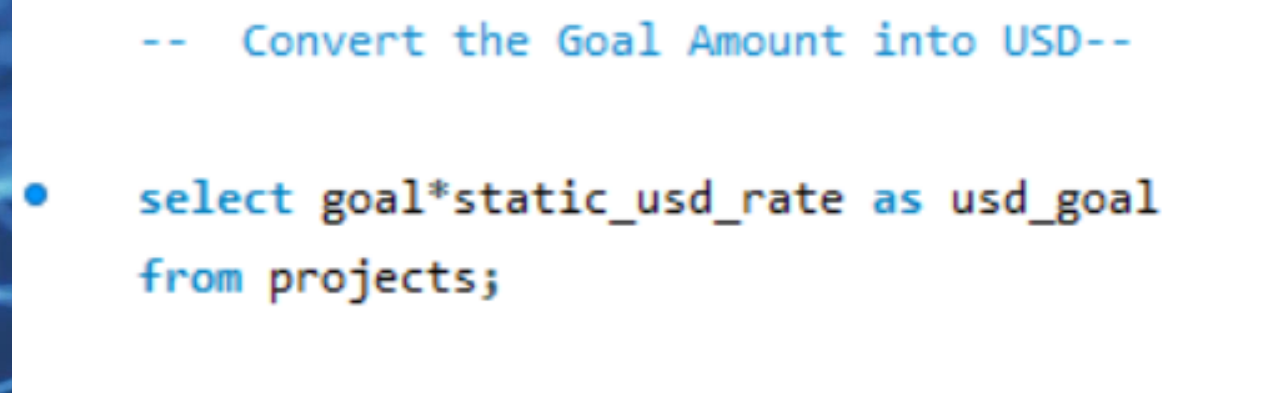 --  Convert the Goal Amount into USD--
select goal*static_usd_rate as usd_goal
from projects;